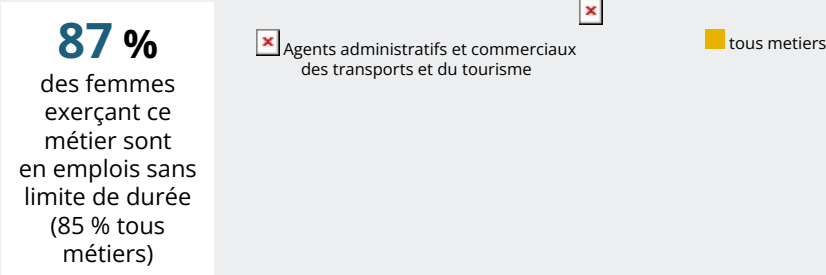 87 %
des femmes
exerçant ce
métier sont
en emplois sans
limite de durée
(85 % tous
métiers)
Agents administratifs et commerciaux
des transports et du tourisme
tous metiers